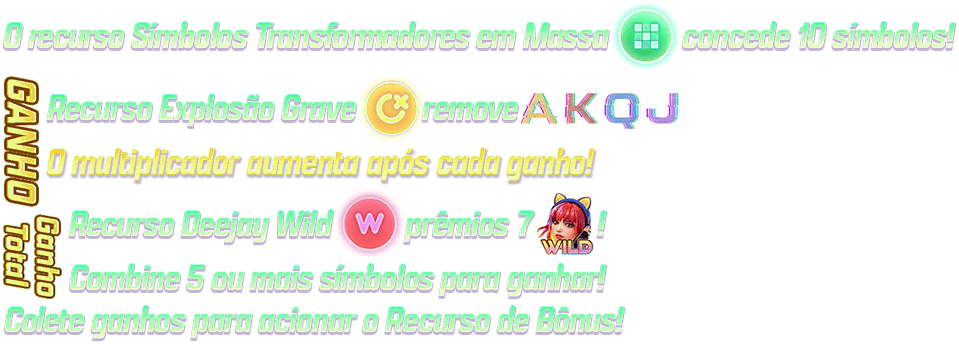 O recurso Símbolos Transformadores em Massa concede 10 símbolos!
GANHO
Recurso Explosão Grave remove A K Q J
O multiplicador aumenta após cada ganho!
Ganho Total
Recurso Deejay Wild W prêmios 7 WILD !
Combine 5 ou mais símbolos para ganhar!
Colete ganhos para acionar o Recurso de Bônus!